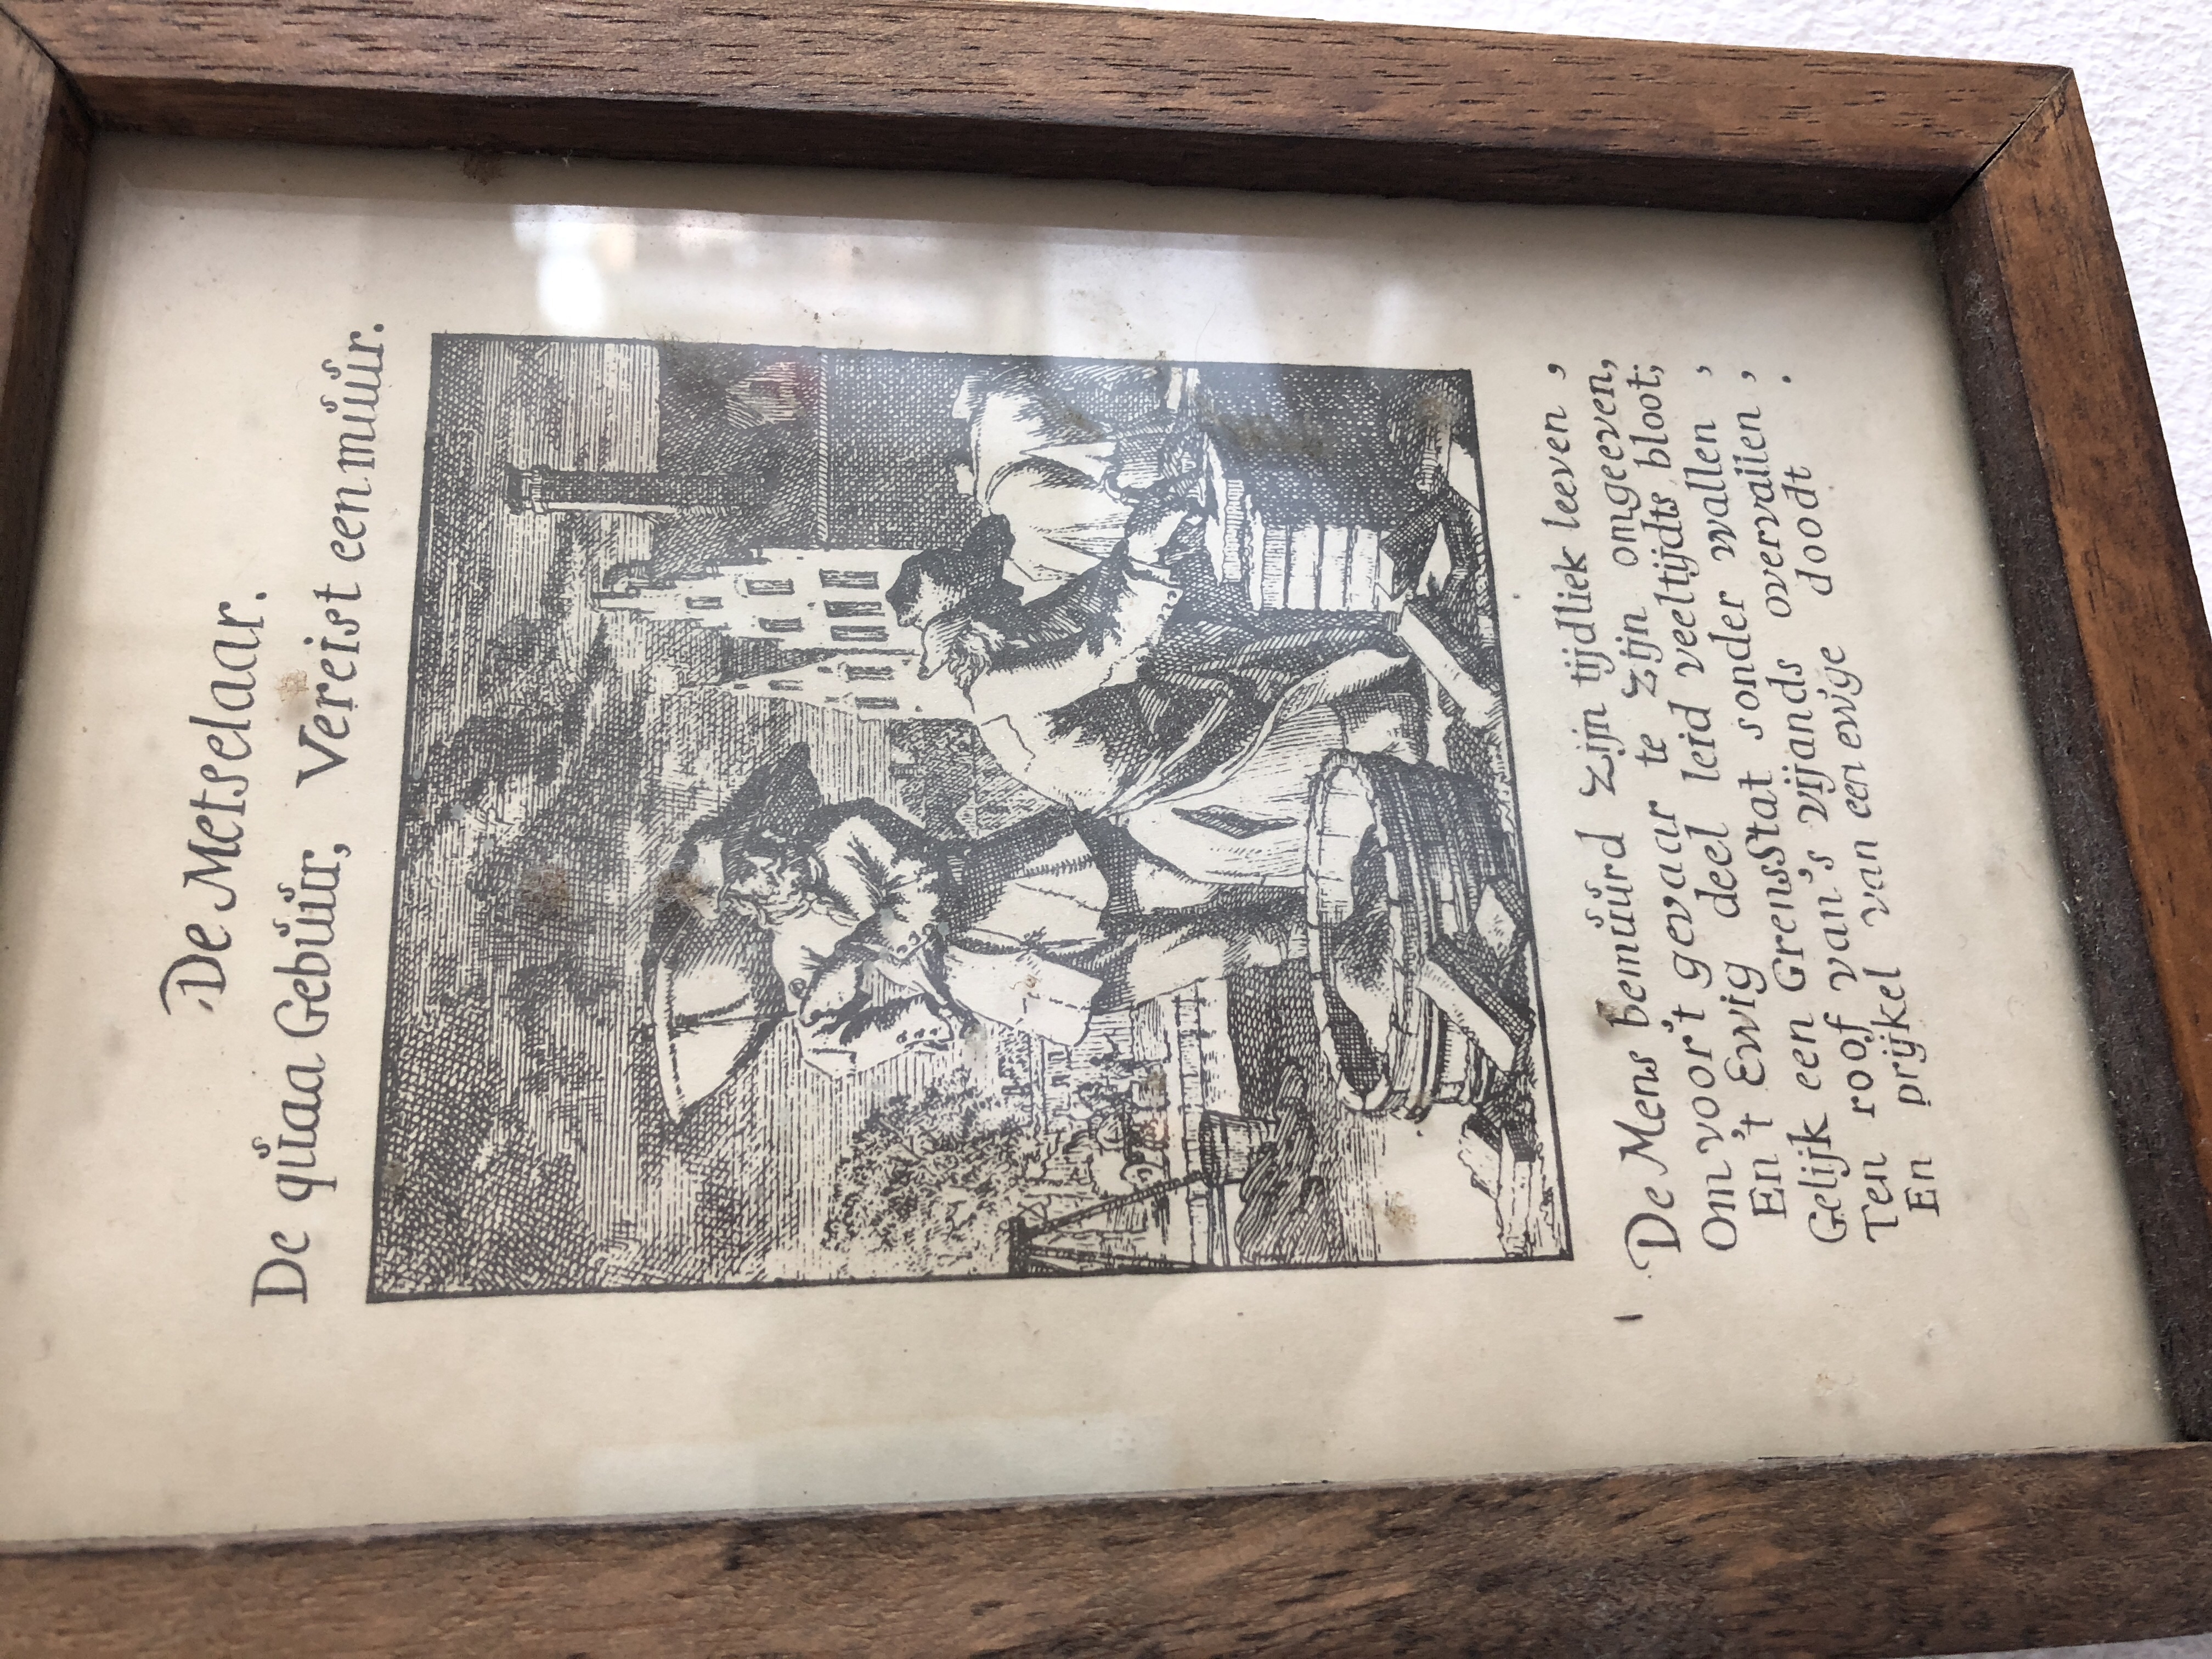 De Metselaar.
De quaa Gebuur, Vereist een muur.
De Mens bemuurd zijn tijdliek leeven,
Om voor't gevaar te zijn omgeeven,
En't Ewig deel leid veeltijdts bloot;
Gelijk een Grensstat sonder wallen,
Ten roof van's vijjands overvallen,
En prijkel van een ewige doodt.